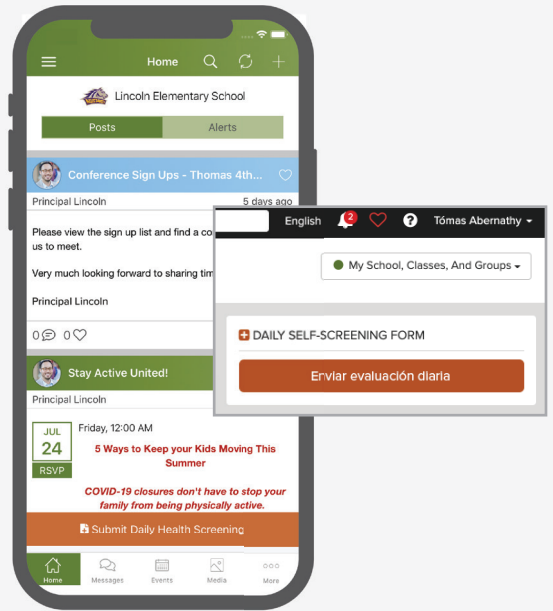 Home
Lincoln Elementary School
Posts
Alerts
Conference Sign Ups - Thomas 4th...
Principal Lincoln
5 days ago
Please view the sign up list and find a co
us to meet.
Very much looking forward to sharing tim
Principal Lincoln
0 0
Stay Active United!
Principal Lincoln
JUL
24
RSVP
Friday, 12:00 AM
5 Ways to Keep your Kids Moving This
Summer
COVID-19 closures don't have to stop your
family from being physically active.
Submit Daily Health Screening
Home
Messages
Events
Media
More
English
2
?
Tómas Abernathy
My School, Classes, And Groups
DAILY SELF-SCREENING FORM
Enviar evaluación diaria